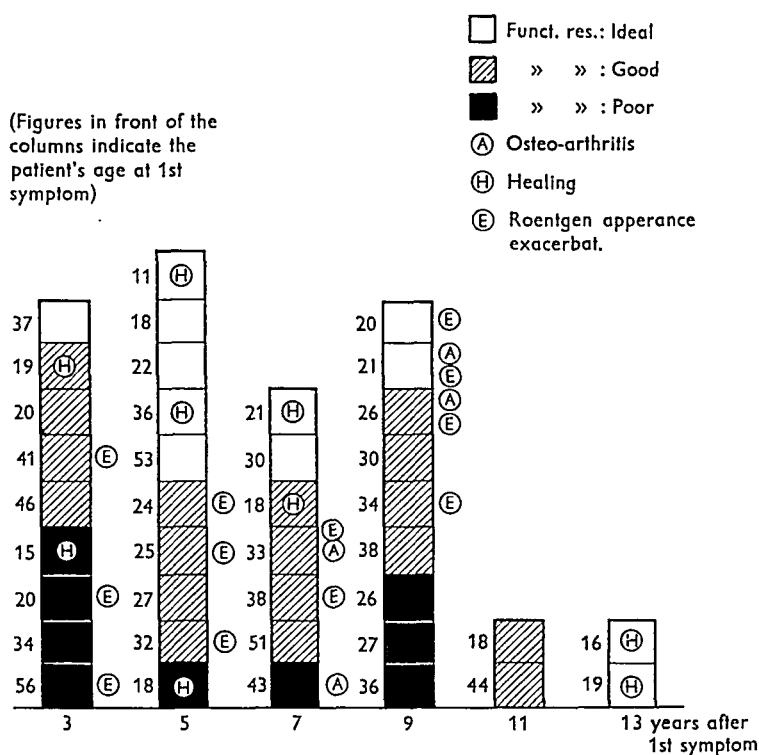 Funct. res.: Ideal
» » : Good
» » : Poor
(Figures in front of the
columns indicate the
patient's age at 1st
symptom)
A Osteo-arthritis
H Healing
E Roentgen apperance
exacerbat.
11 H
37 18 20 E
19 H 22 21 A E
20 36 H 21 H 26 A E
41 E 53 30 30
46 24 E 18 H 34 E
15 H 25 E 33 E A 38
20 E 27 38 E 26
34 32 E 51 27 18 16 H
56 E 18 H 43 A 36 44 19 H
3 5 7 9 11 13 years after
1st symptom